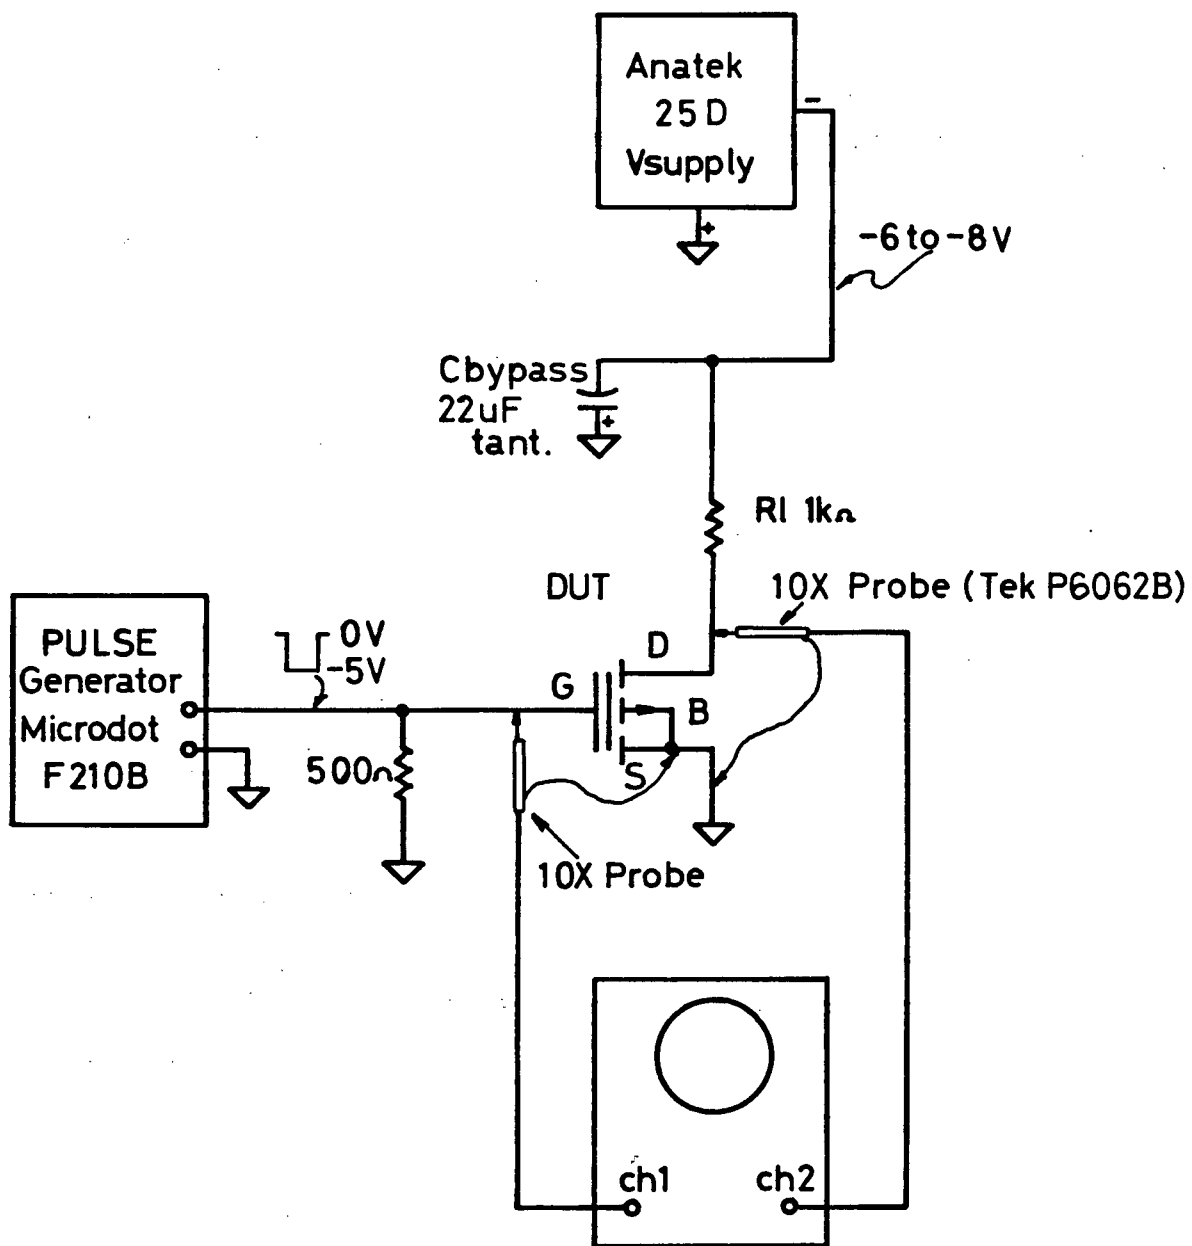 Anatek
25D
Vsupply
-
+
-6 to -8V
Cbypass
22uF
tant.
+
Rl 1kΩ
DUT
10X Probe (Tek P6062B)
PULSE
Generator
Microdot
F210B
0V
-5V
G
D
B
S
500Ω
10X Probe
ch1
ch2